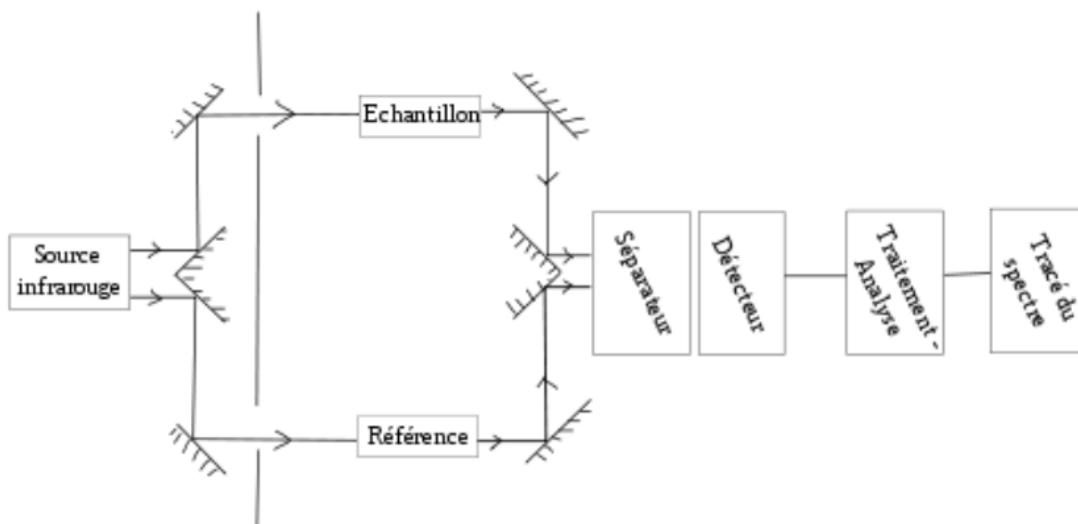 Echantillon
Source
infrarouge
Séparateur
Détecteur
Traitement -
Analyse
Tracé du
spectre
Référence